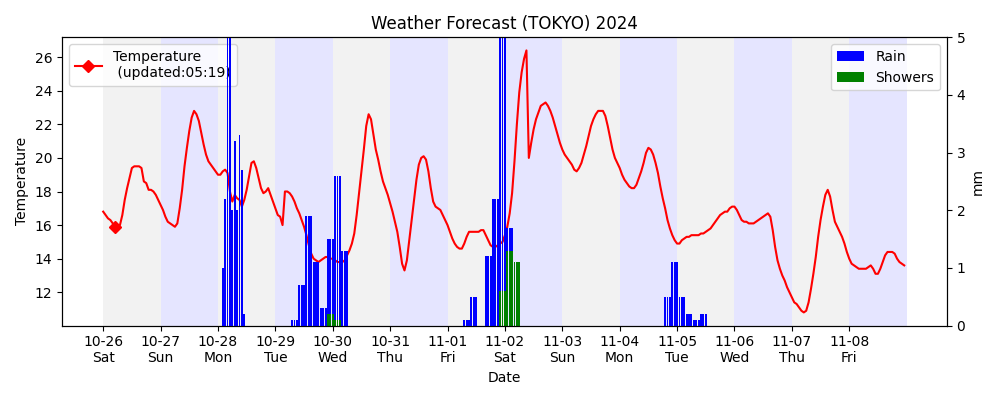 Weather Forecast (TOKYO) 2024
Temperature
(updated:05:19)
Rain
Showers
Temperature
26
24
22
20
18
16
14
12
5
4
3
2
1
0
mm
10-26 10-27 10-28 10-29 10-30 10-31 11-01 11-02 11-03 11-04 11-05 11-06 11-07 11-08
Sat Sun Mon Tue Wed Thu Fri Sat Sun Mon Tue Wed Thu Fri
Date